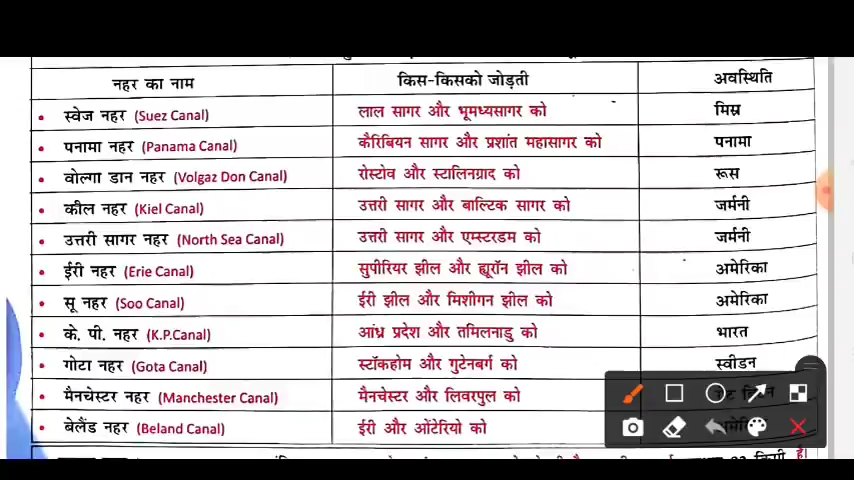 नहर का नाम किस-किसको जोड़ती अवस्थिति
• स्वेज नहर (Suez Canal) लाल सागर और भूमध्यसागर को मिस्र
• पनामा नहर (Panama Canal) कैरिबियन सागर और प्रशांत महासागर को पनामा
• वोल्गा डान नहर (Volgaz Don Canal) रोस्टोव और स्टालिनग्राद को रूस
• कील नहर (Kiel Canal) उत्तरी सागर और बाल्टिक सागर को जर्मनी
• उत्तरी सागर नहर (North Sea Canal) उत्तरी सागर और एम्स्टरडम को जर्मनी
• ईरी नहर (Erie Canal) सुपीरियर झील और ह्यूरॉन झील को अमेरिका
• सू नहर (Soo Canal) ईरी झील और मिशीगन झील को अमेरिका
• के. पी. नहर (K.P.Canal) आंध्र प्रदेश और तमिलनाडु को भारत
• गोटा नहर (Gota Canal) स्टॉकहोम और गुटेनबर्ग को स्वीडन
• मैनचेस्टर नहर (Manchester Canal) मैनचेस्टर और लिवरपुल को
• बेलैंड नहर (Beland Canal) ईरी और ओंटेरियो को